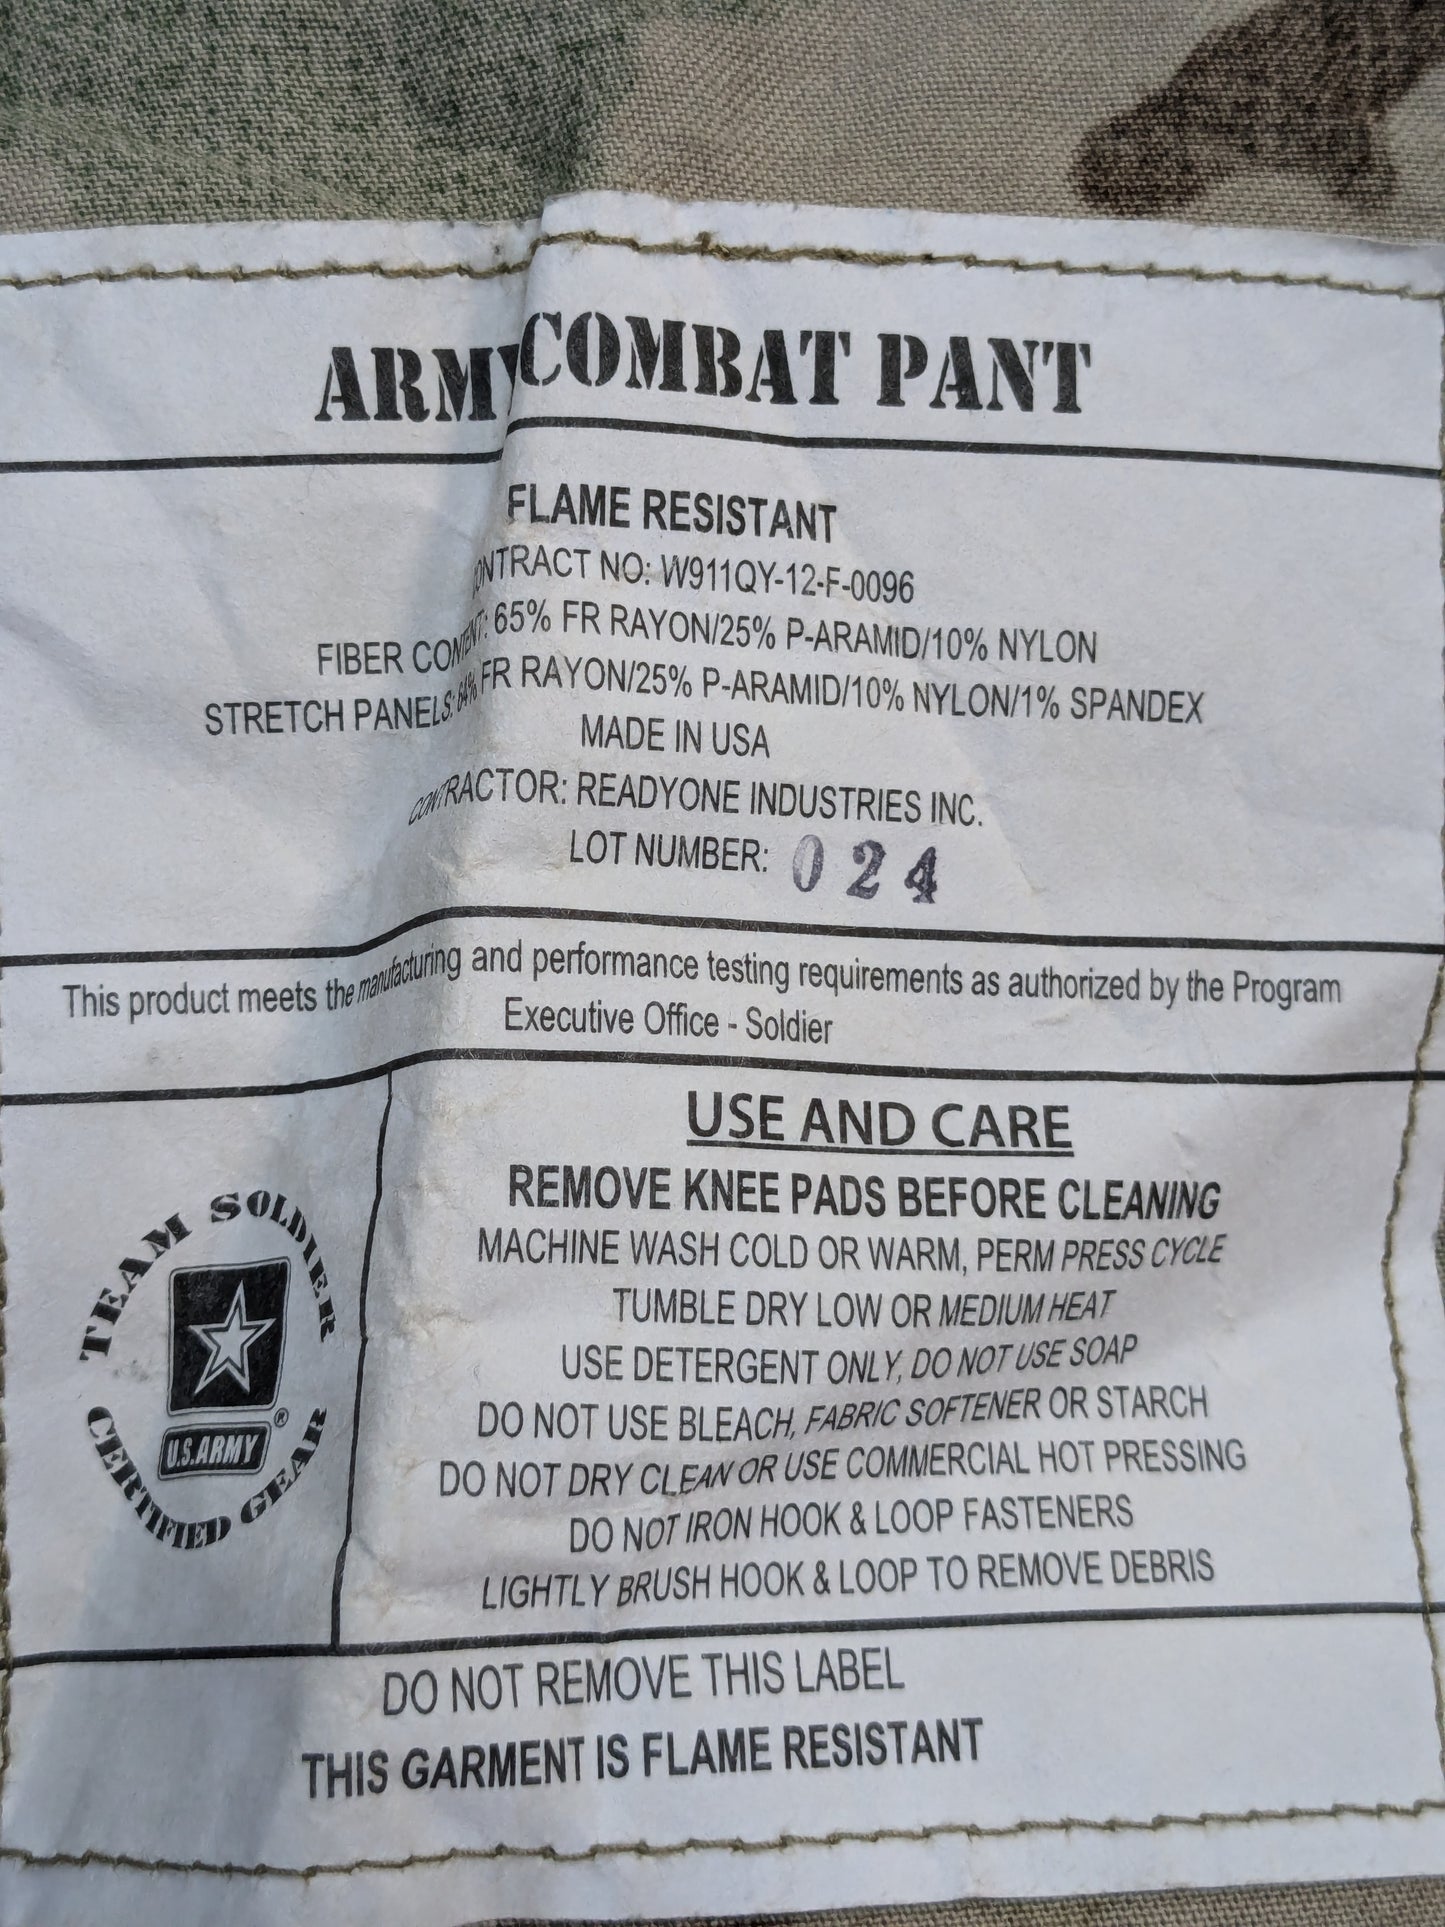 ARMY COMBAT PANT
FLAME RESISTANT
CONTRACT NO: W911QY-12-F-0096
FIBER CONTENT: 65% FR RAYON/25% P-ARAMID/10% NYLON
STRETCH PANELS: 64% FR RAYON/25% P-ARAMID/10% NYLON/1% SPANDEX
MADE IN USA
CONTRACTOR: READYONE INDUSTRIES INC.
LOT NUMBER: 024
This product meets the manufacturing and performance testing requirements as authorized by the Program
Executive Office - Soldier
TEAM SOLDIER
U.S.ARMY ®
CERTIFIED GEAR
USE AND CARE
REMOVE KNEE PADS BEFORE CLEANING
MACHINE WASH COLD OR WARM, PERM PRESS CYCLE
TUMBLE DRY LOW OR MEDIUM HEAT
USE DETERGENT ONLY, DO NOT USE SOAP
DO NOT USE BLEACH, FABRIC SOFTENER OR STARCH
DO NOT DRY CLEAN OR USE COMMERCIAL HOT PRESSING
DO NOT IRON HOOK & LOOP FASTENERS
LIGHTLY BRUSH HOOK & LOOP TO REMOVE DEBRIS
DO NOT REMOVE THIS LABEL
THIS GARMENT IS FLAME RESISTANT